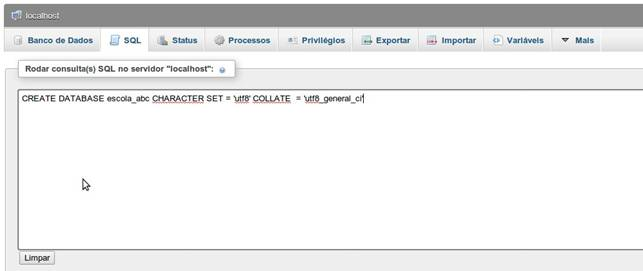 localhost
Banco de Dados SQL Status Processos Privilégios Exportar Importar Variáveis Mais
Rodar consulta(s) SQL no servidor "localhost":
CREATE DATABASE escola_abc CHARACTER SET = 'utf8' COLLATE = 'utf8_general_ci'
Limpar